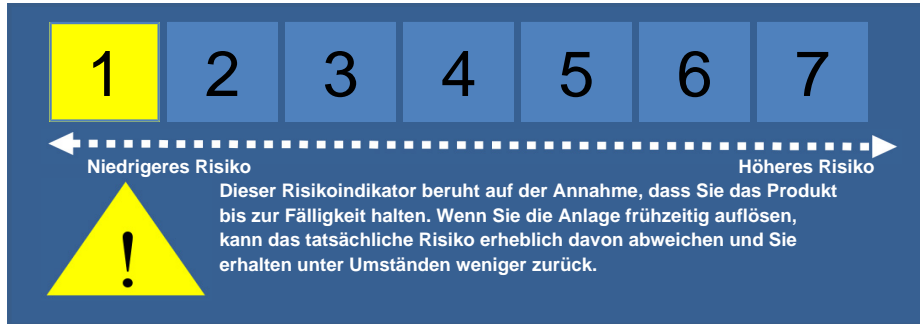 1 2 3 4 5 6 7
Niedrigeres Risiko Höheres Risiko
Dieser Risikoindikator beruht auf der Annahme, dass Sie das Produkt
bis zur Fälligkeit halten. Wenn Sie die Anlage frühzeitig auflösen,
kann das tatsächliche Risiko erheblich davon abweichen und Sie
erhalten unter Umständen weniger zurück.
!